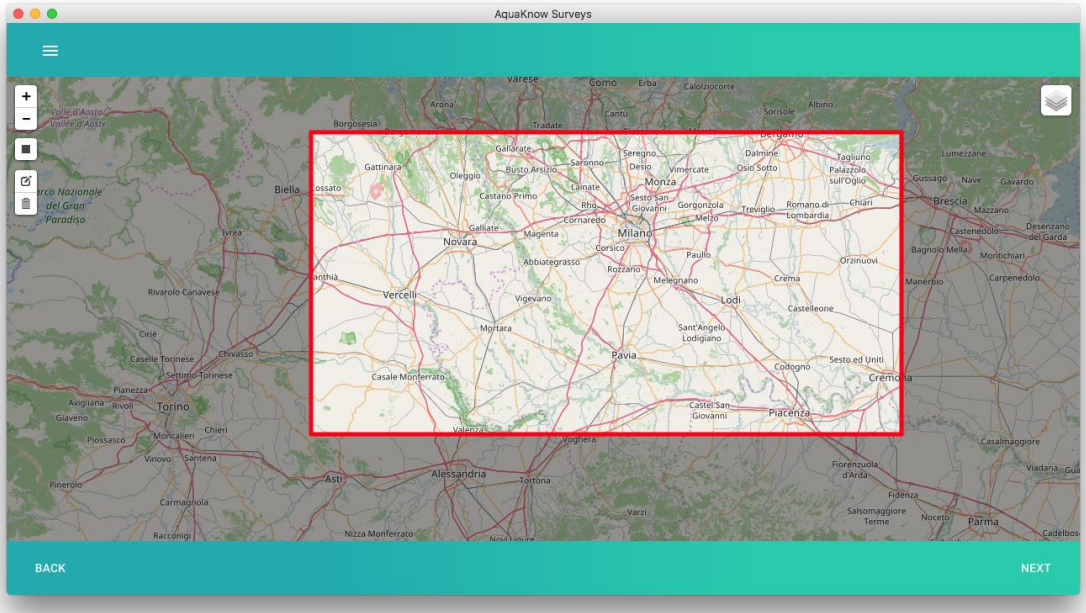 AquaKnow Surveys
+
-
Varese
Como
Erba
Calolziocorte
Arona
Cantù
Albino
Sorisole
Valle d'Aosta /
Vallée d'Aoste
Borgosesia
Tradate
Bergamo
Gallarate
Seregno
Dalmine
Lumezzane
Gattinara
Saronno
Desio
Vimercate
Osio Sotto
Tagliuno
Oleggio
Busto Arsizio
Palazzolo
sull'Oglio
Gussago
Nave
Gavardo
Parco Nazionale
del Gran
Paradiso
Biella
Cossato
Lainate
Monza
Castano Primo
Rho
Sesto San
Giovanni
Gorgonzola
Treviglio
Romano di
Lombardia
Chiari
Brescia
Mazzano
Cornaredo
Melzo
Ivrea
Galliate
Magenta
Milano
Castenedolo
Desenzano
del Garda
Novara
Corsico
Paullo
Bagnolo Mella
Montichiari
Abbiategrasso
Rozzano
Orzinuovi
Santhià
Melegnano
Crema
Manerbio
Carpenedolo
Rivarolo Canavese
Vercelli
Vigevano
Lodi
Castelleone
Mortara
Sant'Angelo
Lodigiano
Ciriè
Caselle Torinese
Chivasso
Pavia
Sesto ed Uniti
Settimo Torinese
Casale Monferrato
Codogno
Cremona
Pianezza
Avigliana
Rivoli
Torino
Castel San
Giovanni
Piacenza
Giaveno
Chieri
Valenza
Piossasco
Moncalieri
Voghera
Casalmaggiore
Vinovo
Santena
Fiorenzuola
d'Arda
Viadana
Pinerolo
Asti
Alessandria
Tortona
Fidenza
Carmagnola
Varzi
Salsomaggiore
Terme
Noceto
Parma
Racconigi
Nizza Monferrato
Novi Ligure
BACK
NEXT